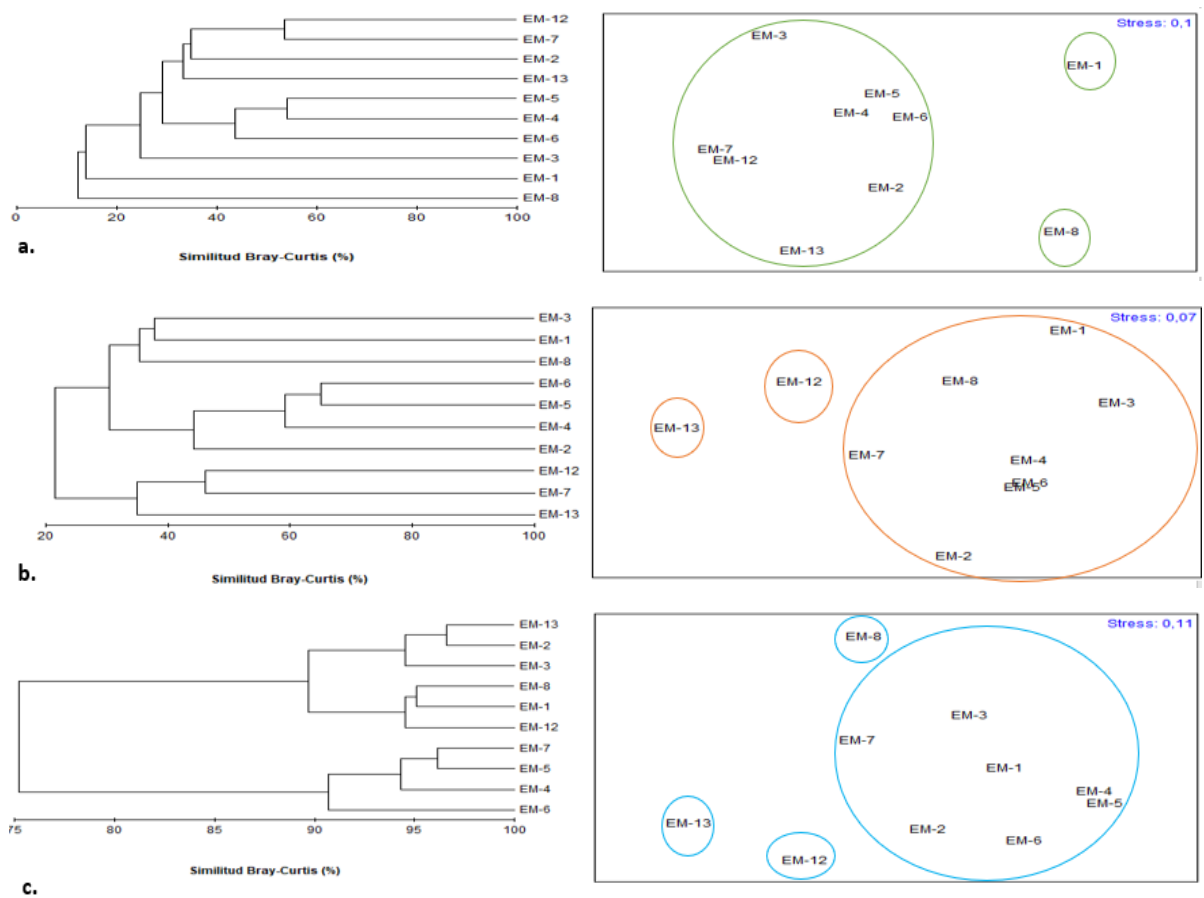 EM-12
EM-7
EM-2
EM-13
EM-5
EM-4
EM-6
EM-3
EM-1
EM-8
0 20 40 60 80 100
a.
Similitud Bray-Curtis (%)
Stress: 0,1
EM-3
EM-1
EM-5
EM-4
EM-6
EM-7
EM-12
EM-2
EM-8
EM-13
EM-3
EM-1
EM-8
EM-6
EM-5
EM-4
EM-2
EM-12
EM-7
EM-13
20 40 60 80 100
b.
Similitud Bray-Curtis (%)
Stress: 0,07
EM-1
EM-8
EM-12
EM-3
EM-13
EM-7
EM-4
EM-6
EM-5
EM-2
EM-13
EM-2
EM-3
EM-8
EM-1
EM-12
EM-7
EM-5
EM-4
EM-6
75 80 85 90 95 100
Similitud Bray-Curtis (%)
c.
Stress: 0,11
EM-8
EM-3
EM-7
EM-1
EM-4
EM-5
EM-13
EM-2
EM-6
EM-12